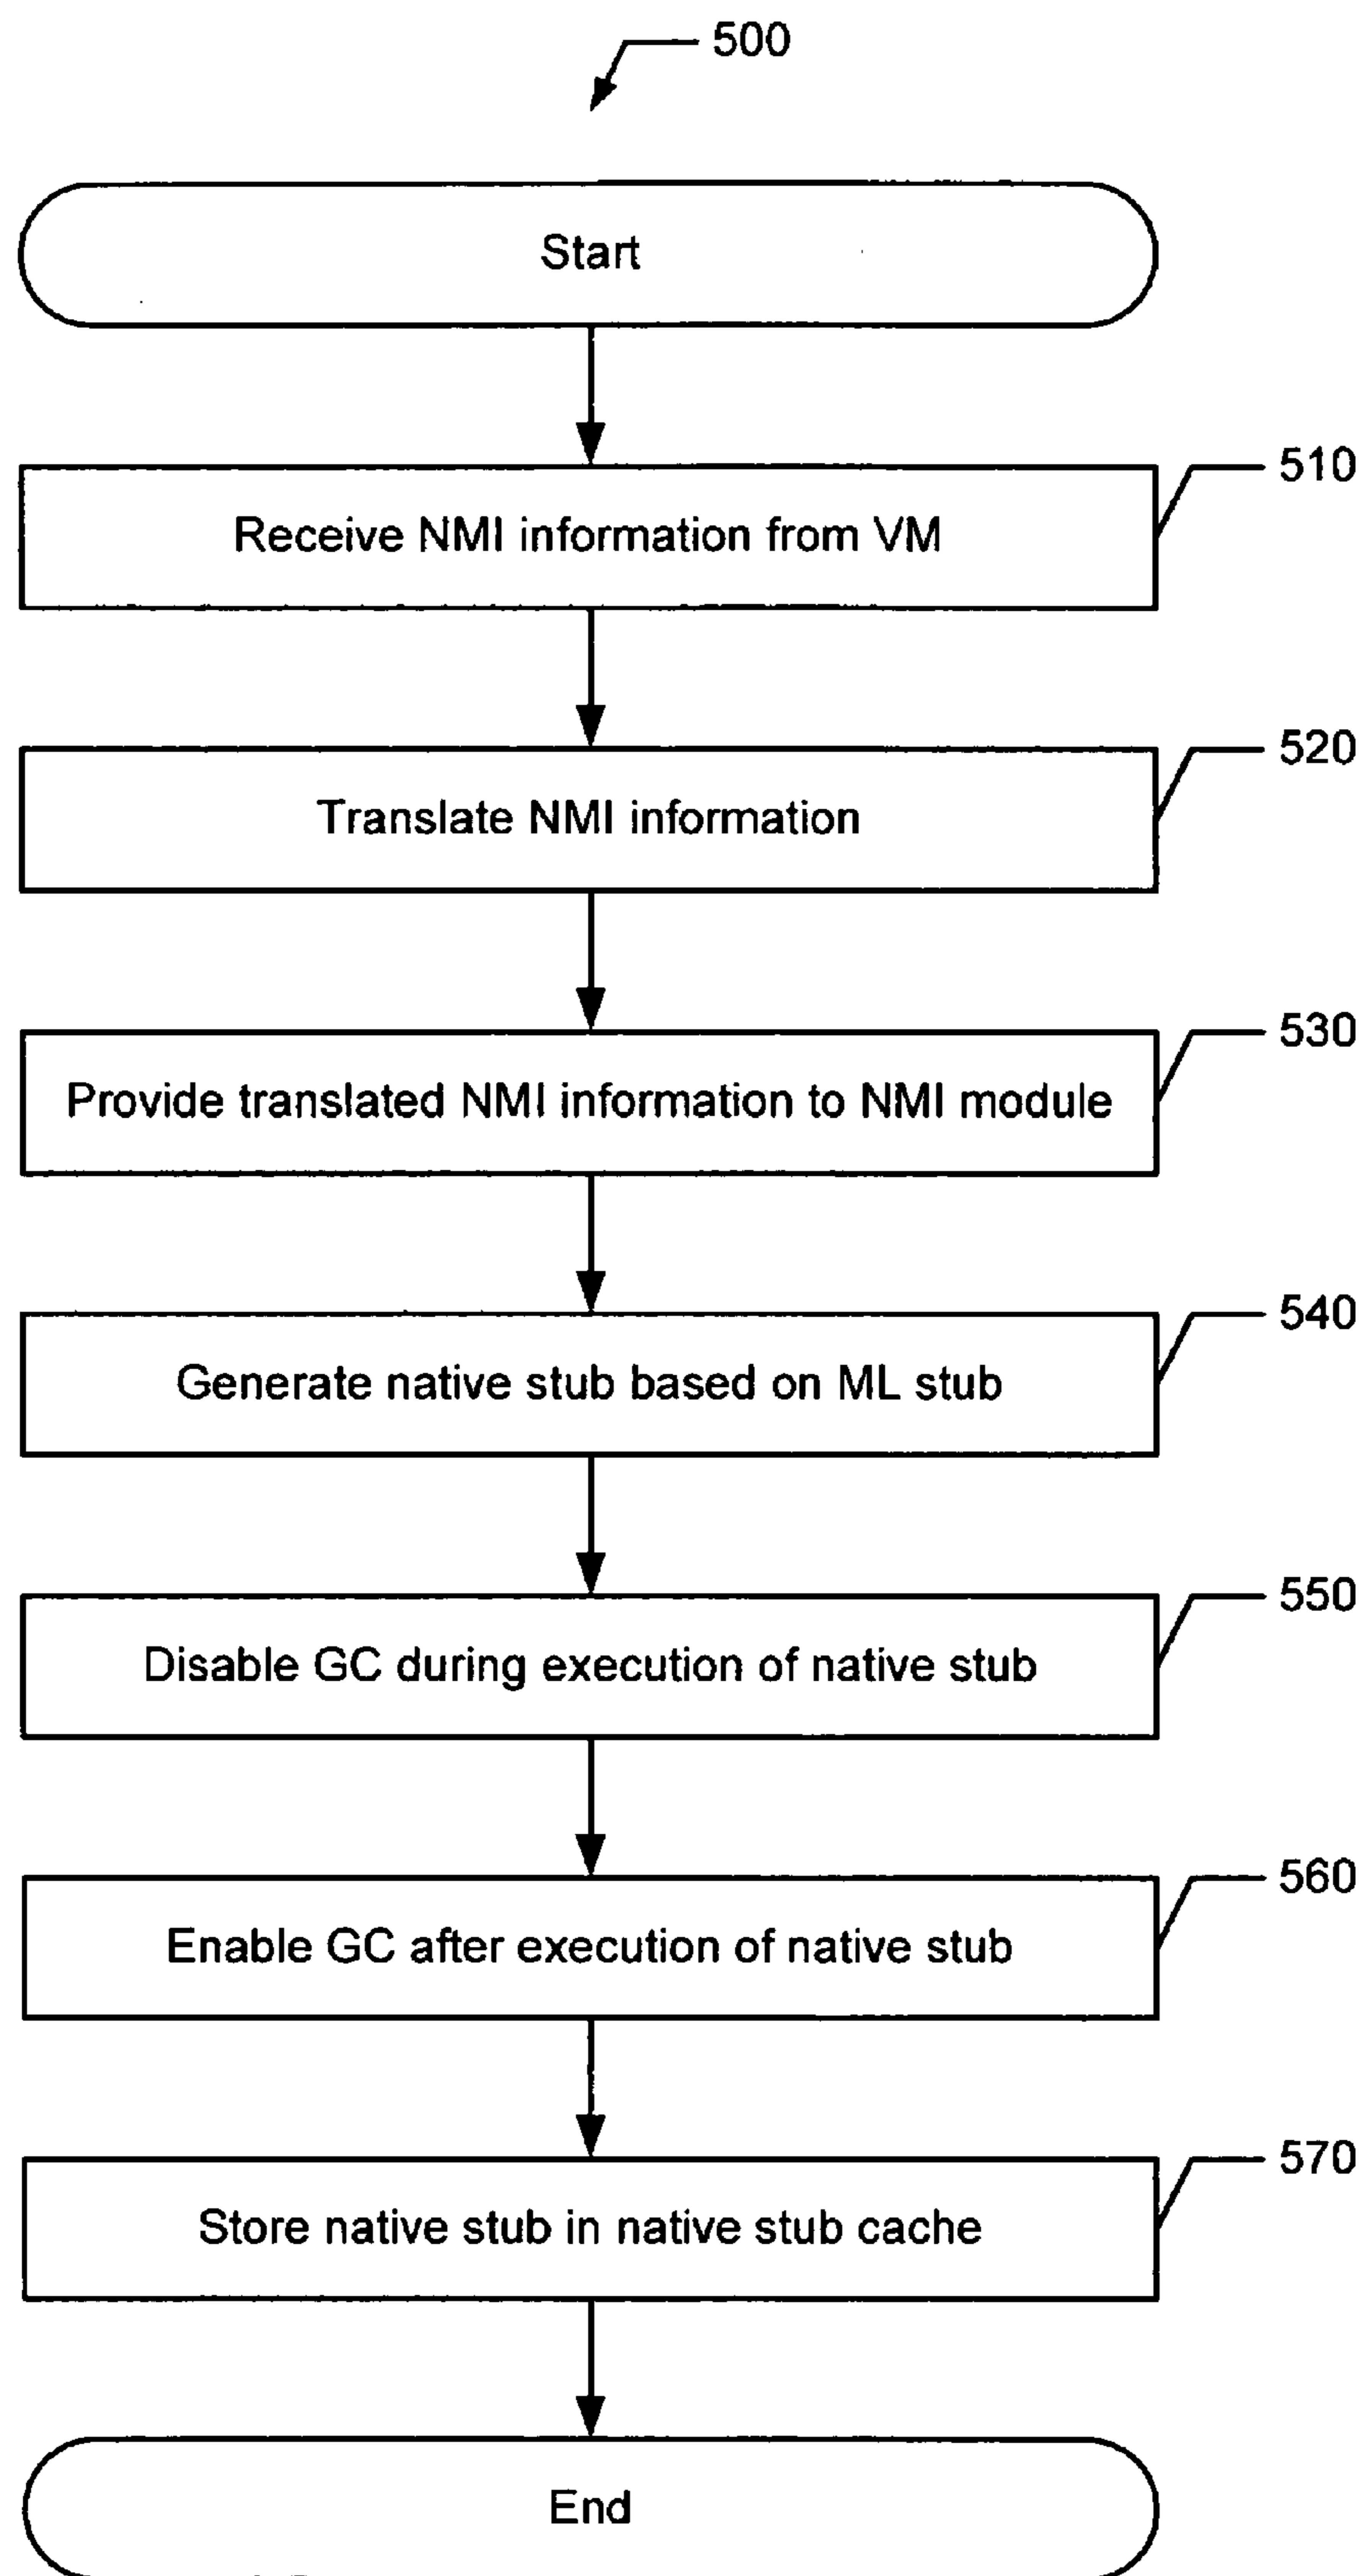 500
Start
510
Receive NMI information from VM
520
Translate NMI information
530
Provide translated NMI information to NMI module
540
Generate native stub based on ML stub
550
Disable GC during execution of native stub
560
Enable GC after execution of native stub
570
Store native stub in native stub cache
End